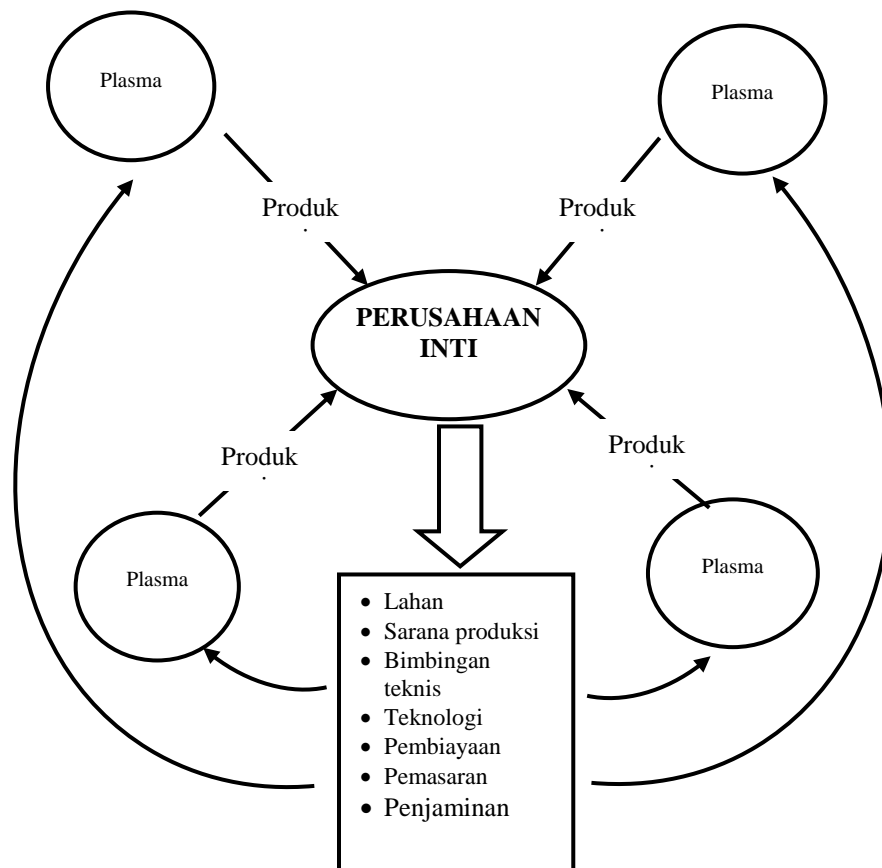 Plasma
Plasma
Produk
.
Produk
.
PERUSAHAAN
INTI
Produk
.
Produk
.
Plasma
Plasma
• Lahan
• Sarana produksi
• Bimbingan
teknis
• Teknologi
• Pembiayaan
• Pemasaran
• Penjaminan